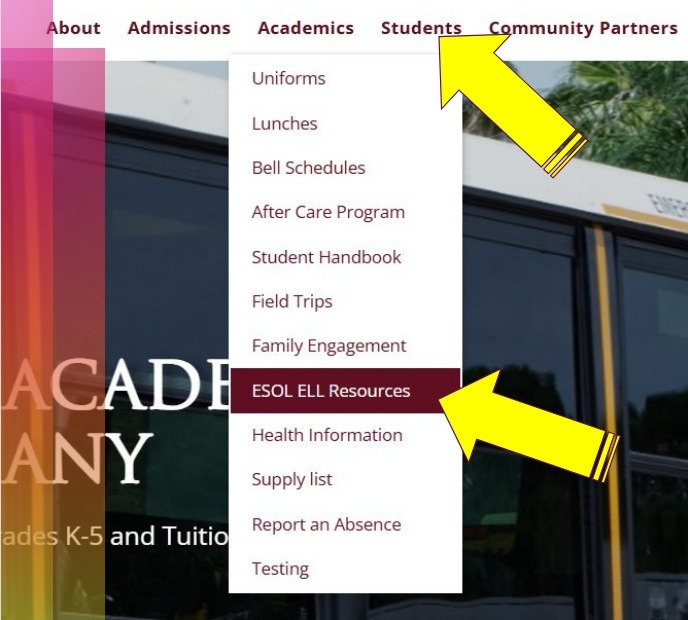 About Admissions Academics Students Community Partners
Uniforms
Lunches
Bell Schedules
After Care Program
Student Handbook
Field Trips
Family Engagement
ESOL ELL Resources
Health Information
Supply list
Report an Absence
Testing
ACADE
ANY
ades K-5 and Tuitio
EMER